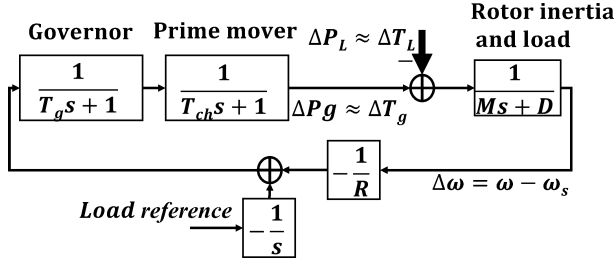 Governor
Prime mover
ΔP_L ≈ ΔT_L
Rotor inertia
and load
−
1
T_g s + 1
1
T_ch s + 1
ΔPg ≈ ΔT_g
1
Ms + D
−1/R
Δω = ω − ω_s
Load reference
−1/s